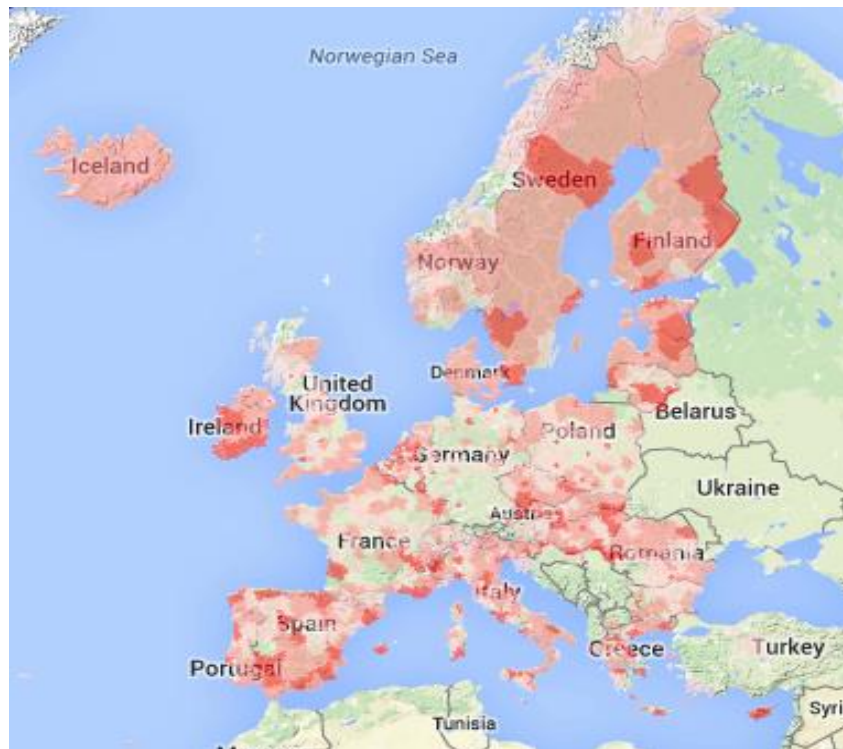 Norwegian Sea
Iceland
Sweden
Finland
Norway
United
Kingdom
Denmark
Ireland
Belarus
Poland
Germany
Ukraine
France
Romania
Italy
Spain
Greece
Portugal
Turkey
Tunisia
Syri